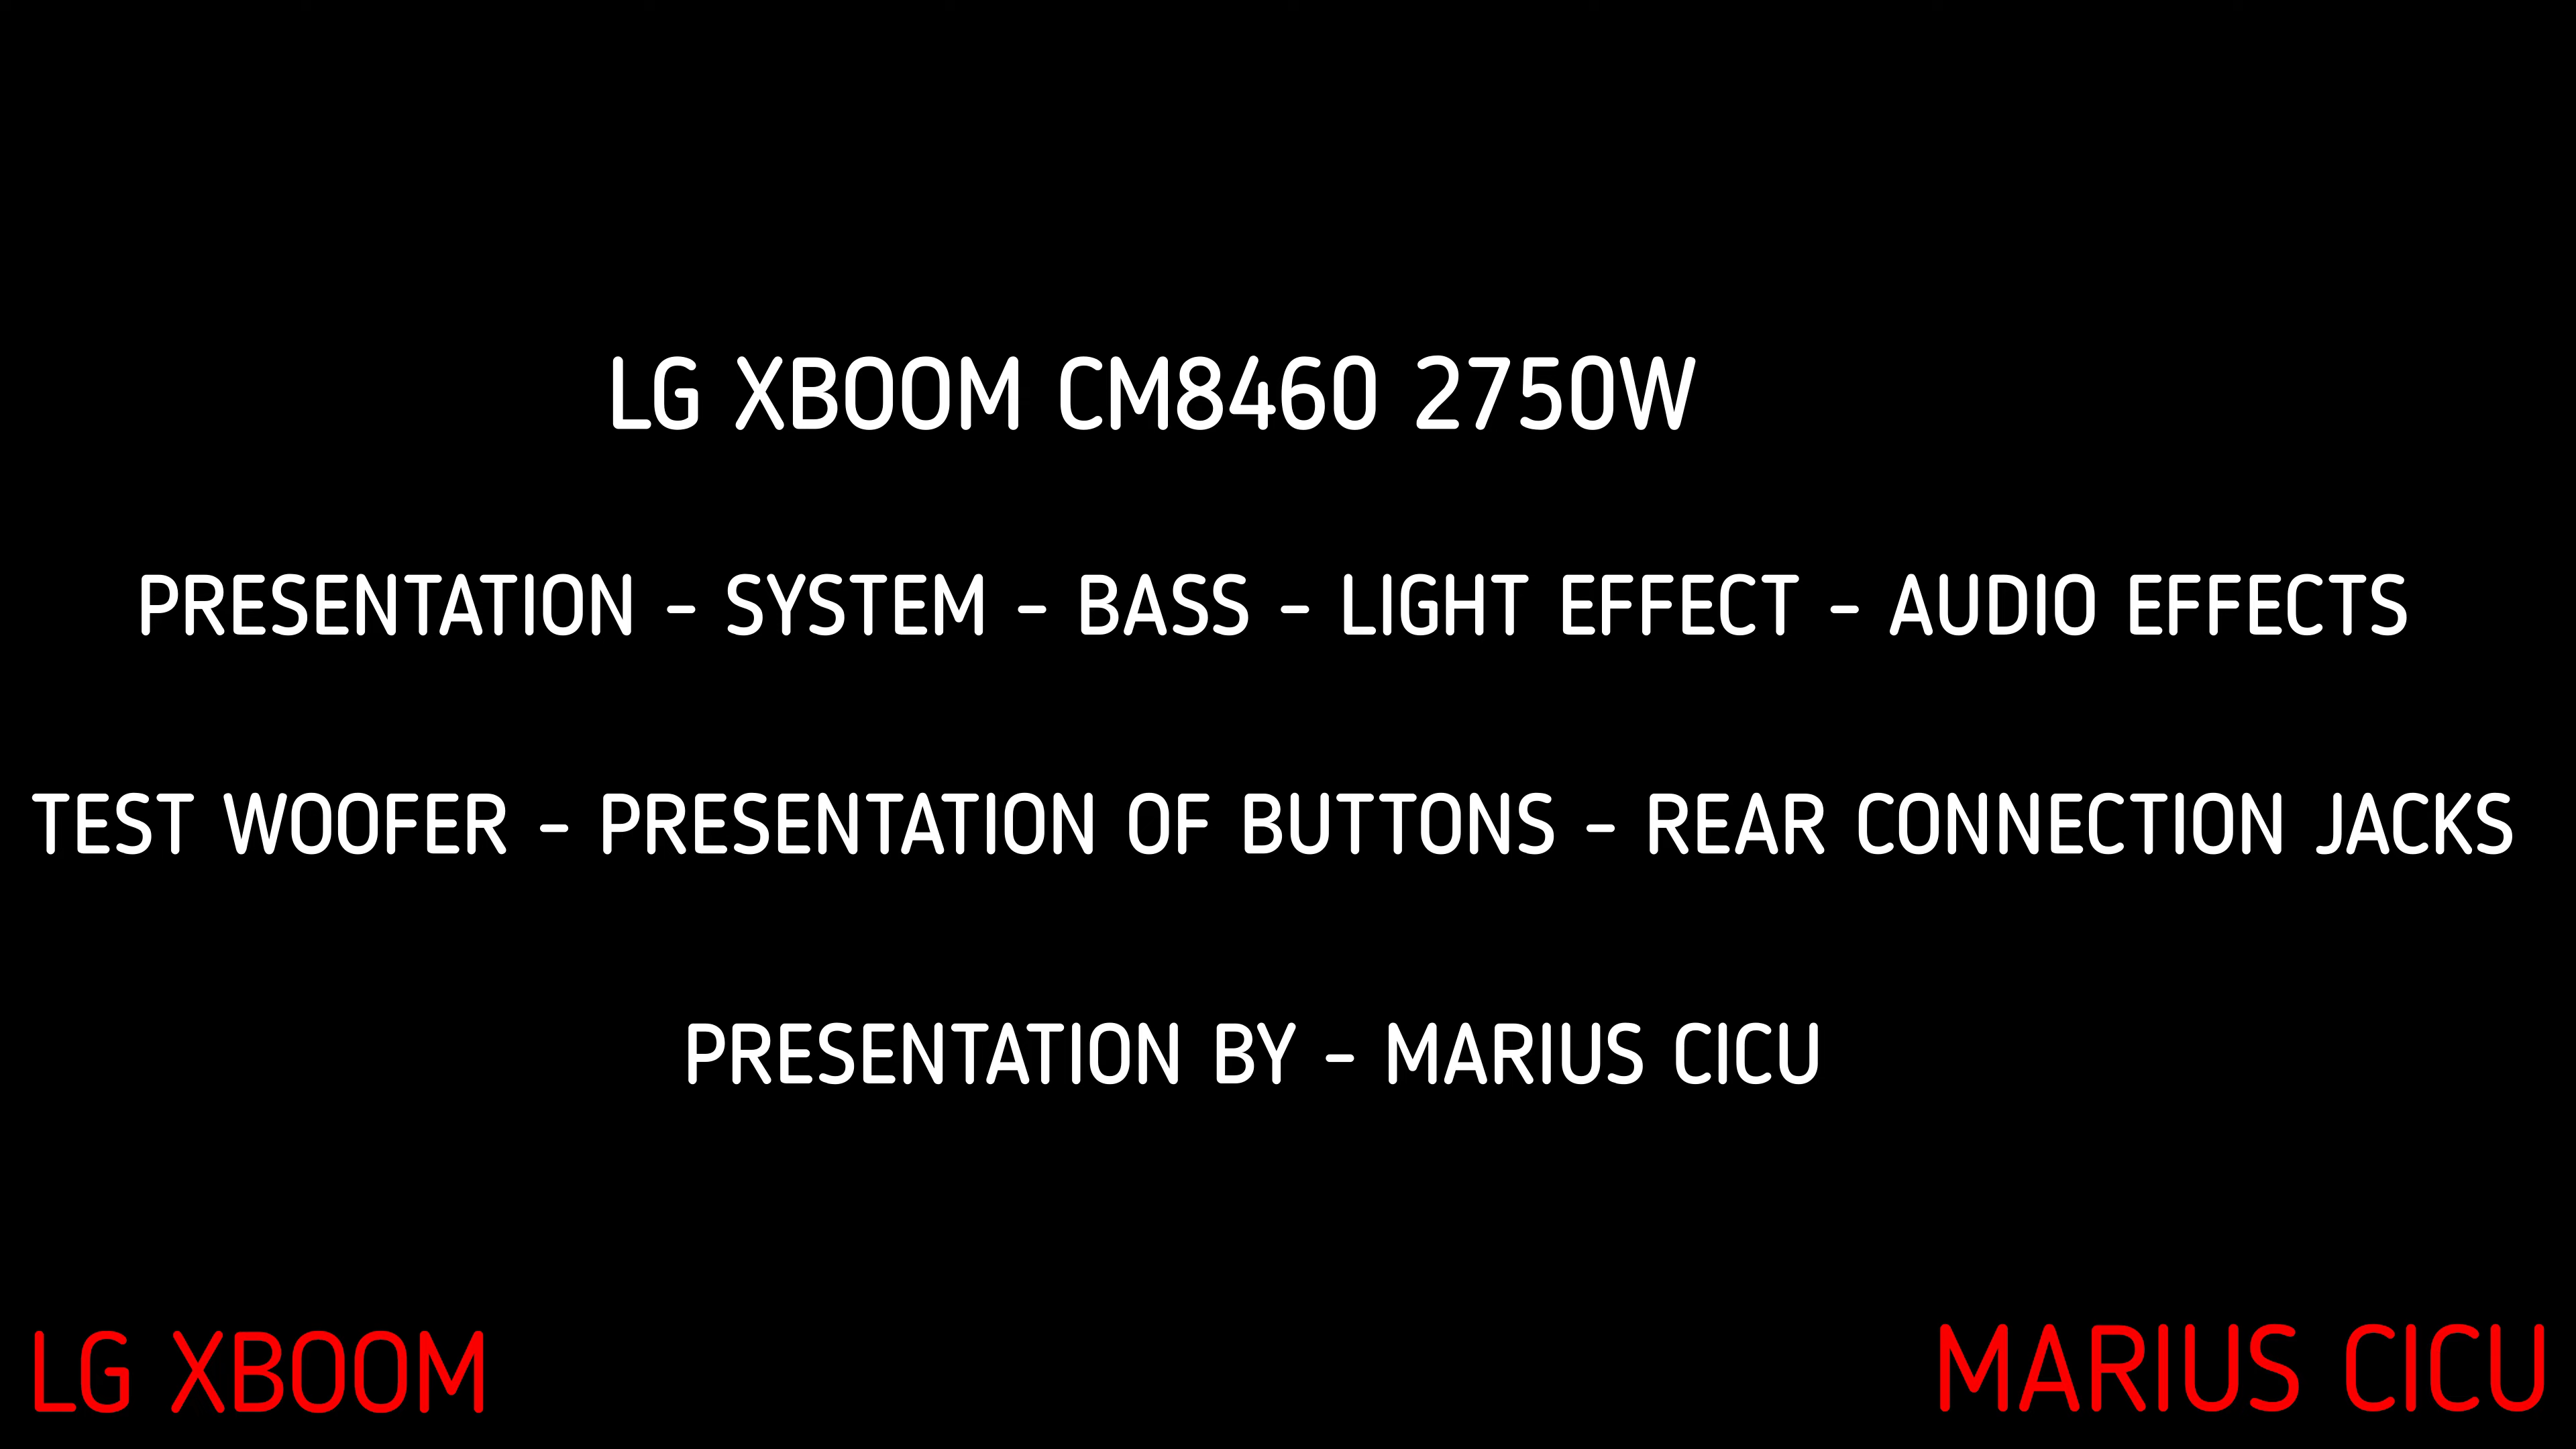 LG XBOOM CM8460 2750W
PRESENTATION - SYSTEM - BASS - LIGHT EFFECT - AUDIO EFFECTS
TEST WOOFER - PRESENTATION OF BUTTONS - REAR CONNECTION JACKS
PRESENTATION BY - MARIUS CICU
LG XBOOM
MARIUS CICU